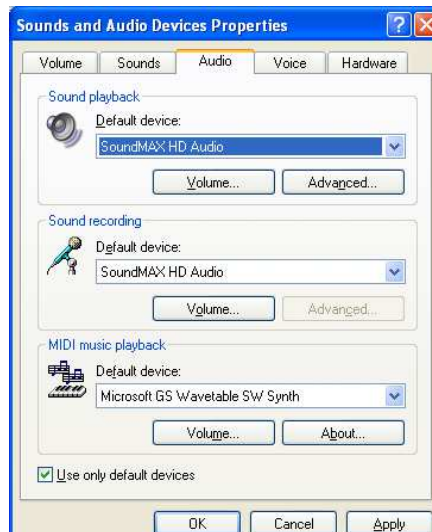 Sounds and Audio Devices Properties
Volume Sounds Audio Voice Hardware
Sound playback
Default device:
SoundMAX HD Audio
Volume... Advanced...
Sound recording
Default device:
SoundMAX HD Audio
Volume... Advanced...
MIDI music playback
Default device:
Microsoft GS Wavetable SW Synth
Volume... About...
Use only default devices
OK Cancel Apply